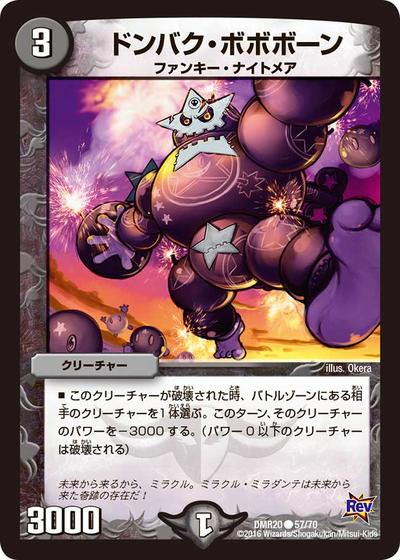 3
ドンバク・ボボボーン
ファンキー・ナイトメア
illus. Okera
クリーチャー
■ このクリーチャーが破壊された時、バトルゾーンにある相
手のクリーチャーを1体選ぶ。このターン、そのクリーチャー
のパワーを－3000する。（パワー0以下のクリーチャー
は破壊される）
未来から来るから、ミラクル。ミラクル・ミラダンテは未来から
来た奇跡の存在だ！
3000
1
Rev
DMR20 ● 57/70
©2016 Wizards/Shogakukan/Mitsui-Kids